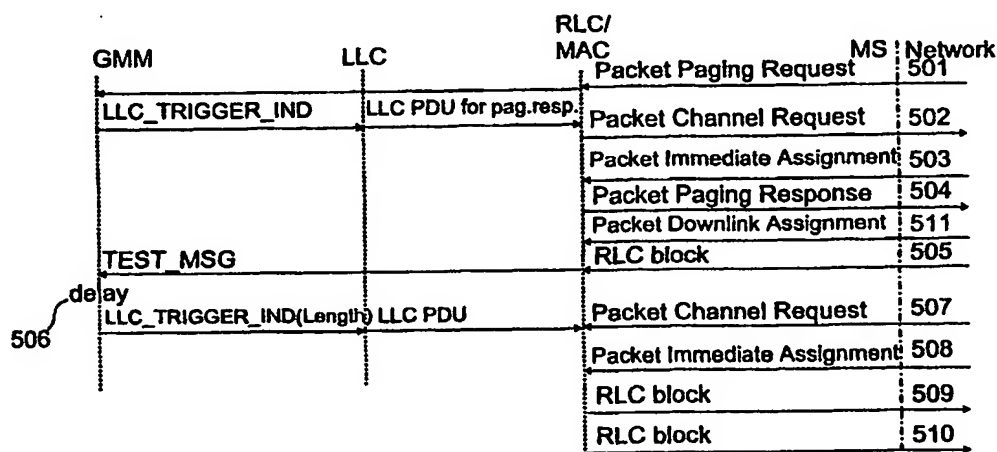 GMM LLC RLC/
MAC MS Network
Packet Paging Request 501
LLC_TRIGGER_IND LLC PDU for pag.resp.
Packet Channel Request 502
Packet Immediate Assignment 503
Packet Paging Response 504
Packet Downlink Assignment 511
TEST_MSG RLC block 505
delay
506
LLC_TRIGGER_IND(Length) LLC PDU Packet Channel Request 507
Packet Immediate Assignment 508
RLC block 509
RLC block 510